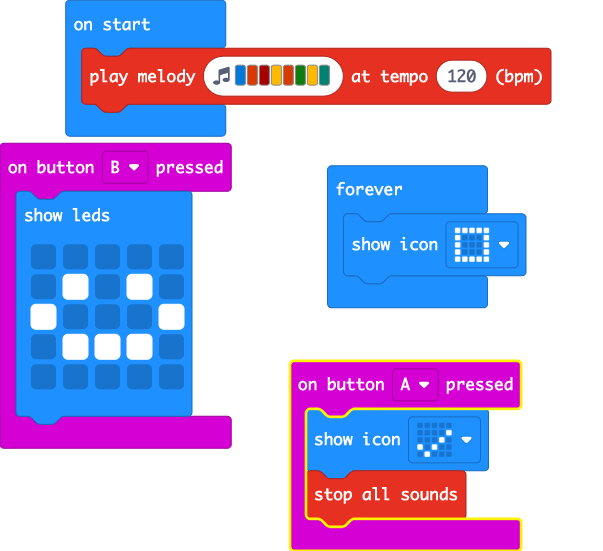 on start
play melody at tempo 120 (bpm)
on button B pressed
show leds
forever
show icon
on button A pressed
show icon
stop all sounds